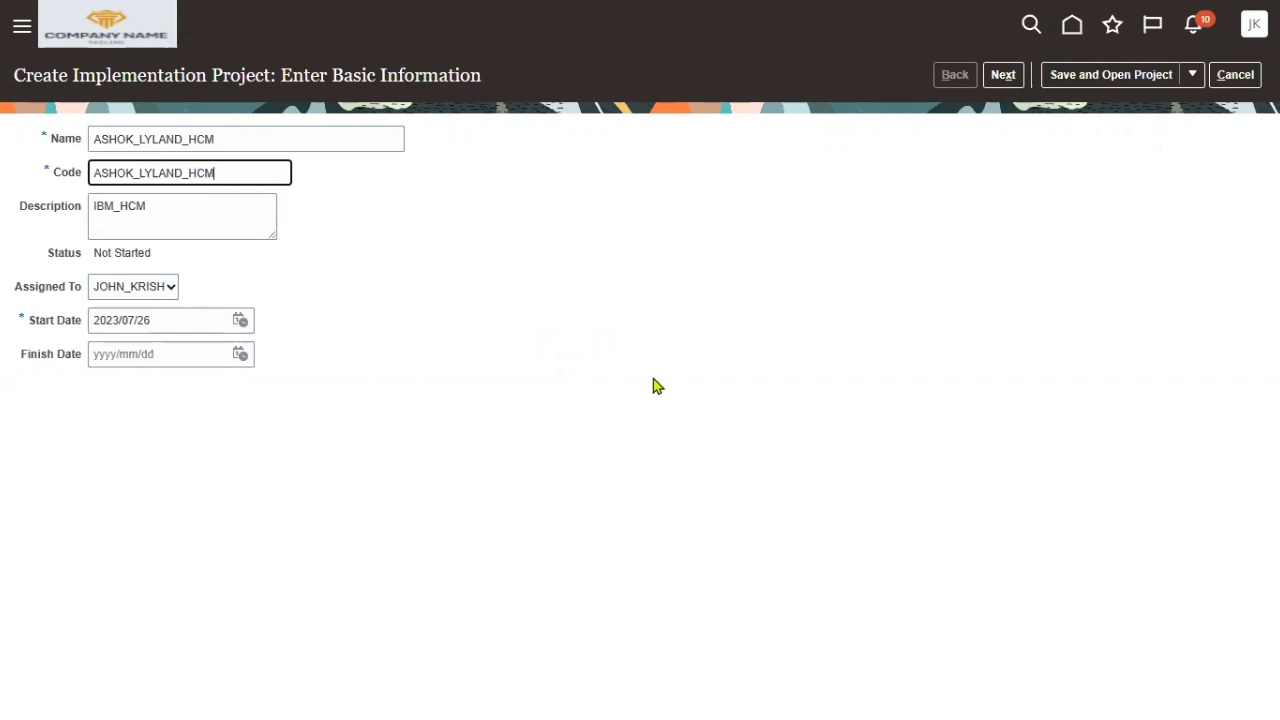 COMPANY NAME
10
JK
Create Implementation Project: Enter Basic Information
Back
Next
Save and Open Project
Cancel
* Name ASHOK_LYLAND_HCM
* Code ASHOK_LYLAND_HCM
Description IBM_HCM
Status Not Started
Assigned To JOHN_KRISH
* Start Date 2023/07/26
Finish Date yyyy/mm/dd